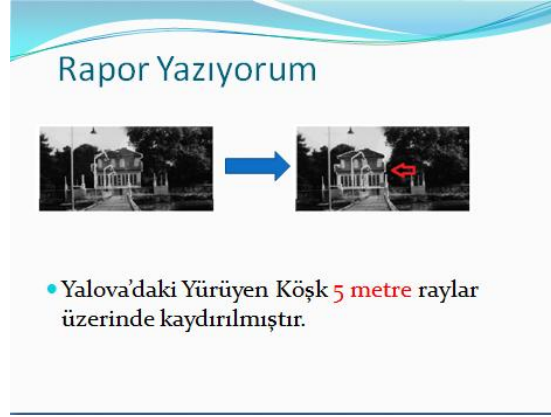 Rapor Yazıyorum
Yalova’daki Yürüyen Köşk 5 metre raylar
üzerinde kaydırılmıştır.